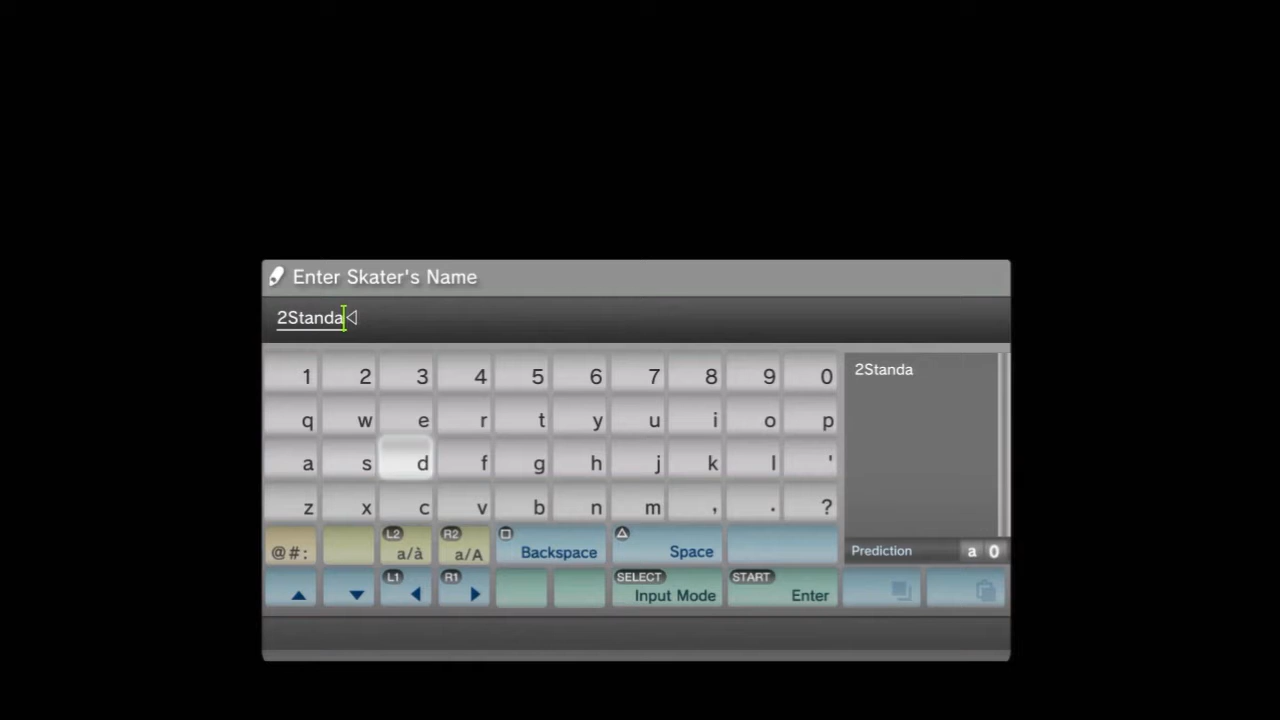 Enter Skater's Name
2Standa
1 2 3 4 5 6 7 8 9 0 2Standa
q w e r t y u i o p
a s d f g h j k l '
z x c v b n m , . ?
@#: L2 a/à R2 a/A Backspace Space Prediction a 0
L1 R1 SELECT Input Mode START Enter